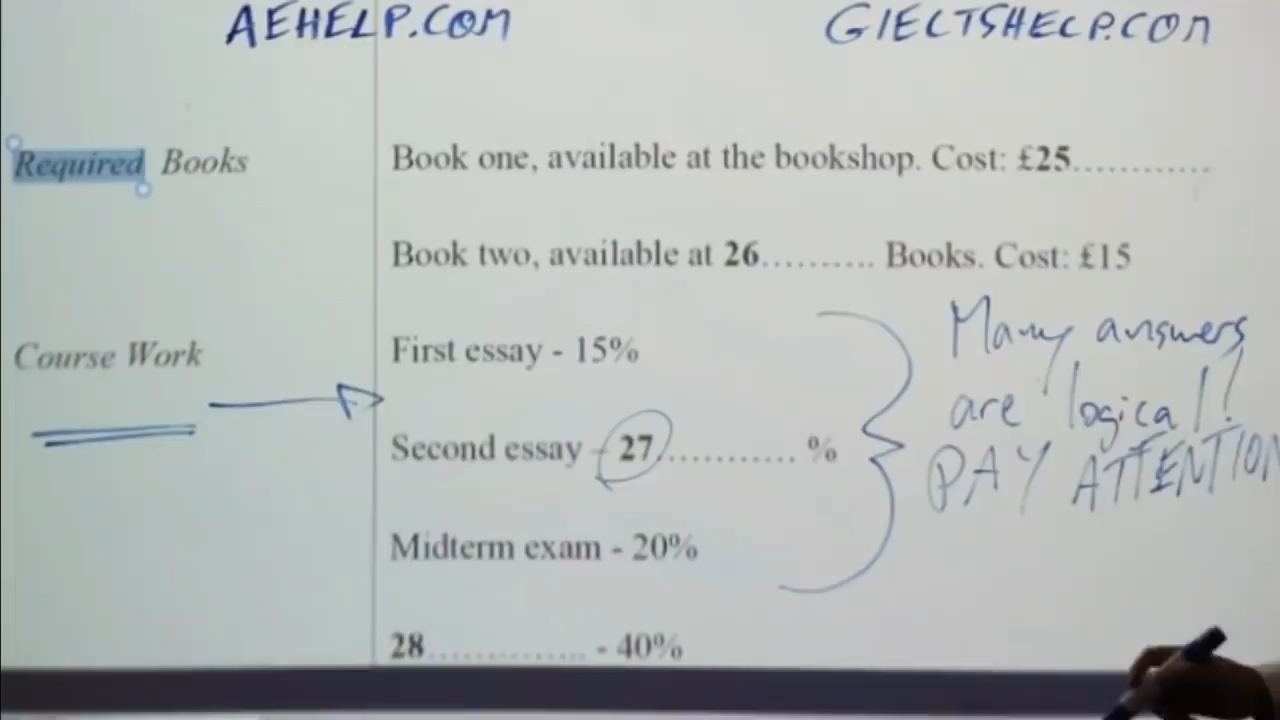 AEHELP.COM
GIELTSHELP.COM
Required Books
Book one, available at the bookshop. Cost: £25............
Book two, available at 26.......... Books. Cost: £15
Course Work
First essay - 15%
Second essay - 27............ %
Midterm exam - 20%
28.............. - 40%
Many answers
are logical!
PAY ATTENTION